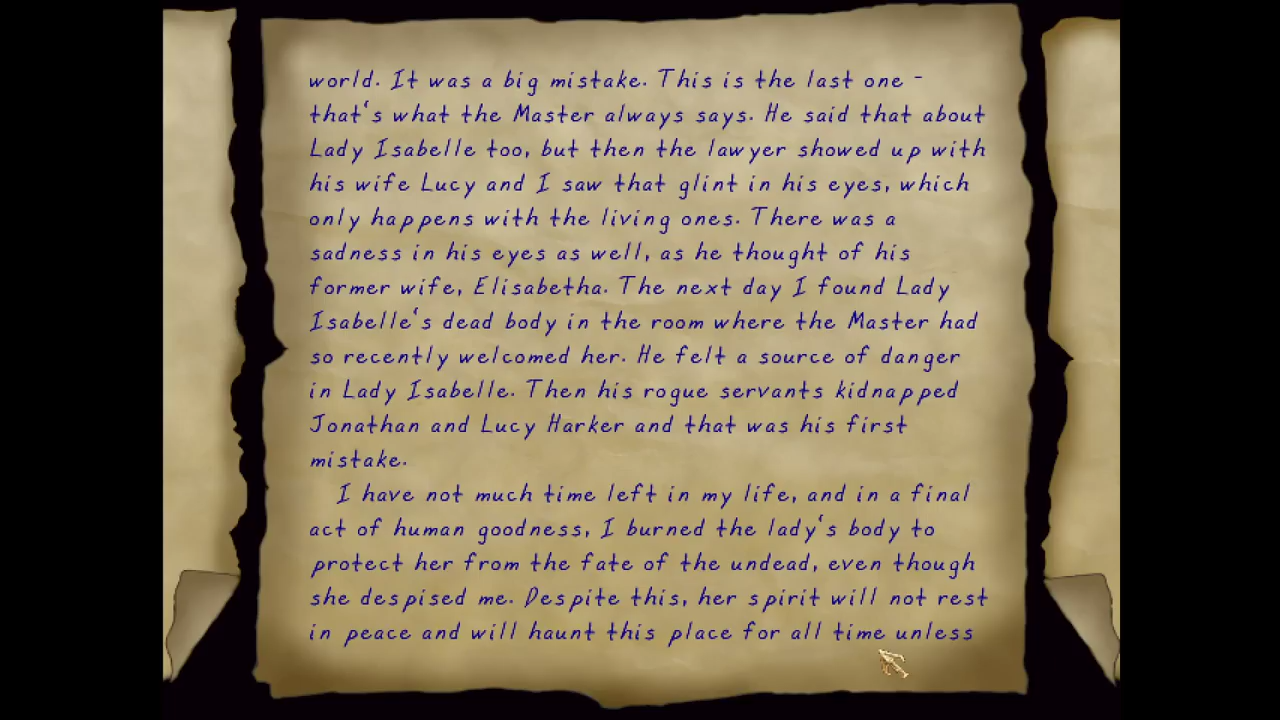 world. It was a big mistake. This is the last one -
that's what the Master always says. He said that about
Lady Isabelle too, but then the lawyer showed up with
his wife Lucy and I saw that glint in his eyes, which
only happens with the living ones. There was a
sadness in his eyes as well, as he thought of his
former wife, Elisabetha. The next day I found Lady
Isabelle's dead body in the room where the Master had
so recently welcomed her. He felt a source of danger
in Lady Isabelle. Then his rogue servants kidnapped
Jonathan and Lucy Harker and that was his first
mistake.
I have not much time left in my life, and in a final
act of human goodness, I burned the lady's body to
protect her from the fate of the undead, even though
she despised me. Despite this, her spirit will not rest
in peace and will haunt this place for all time unless